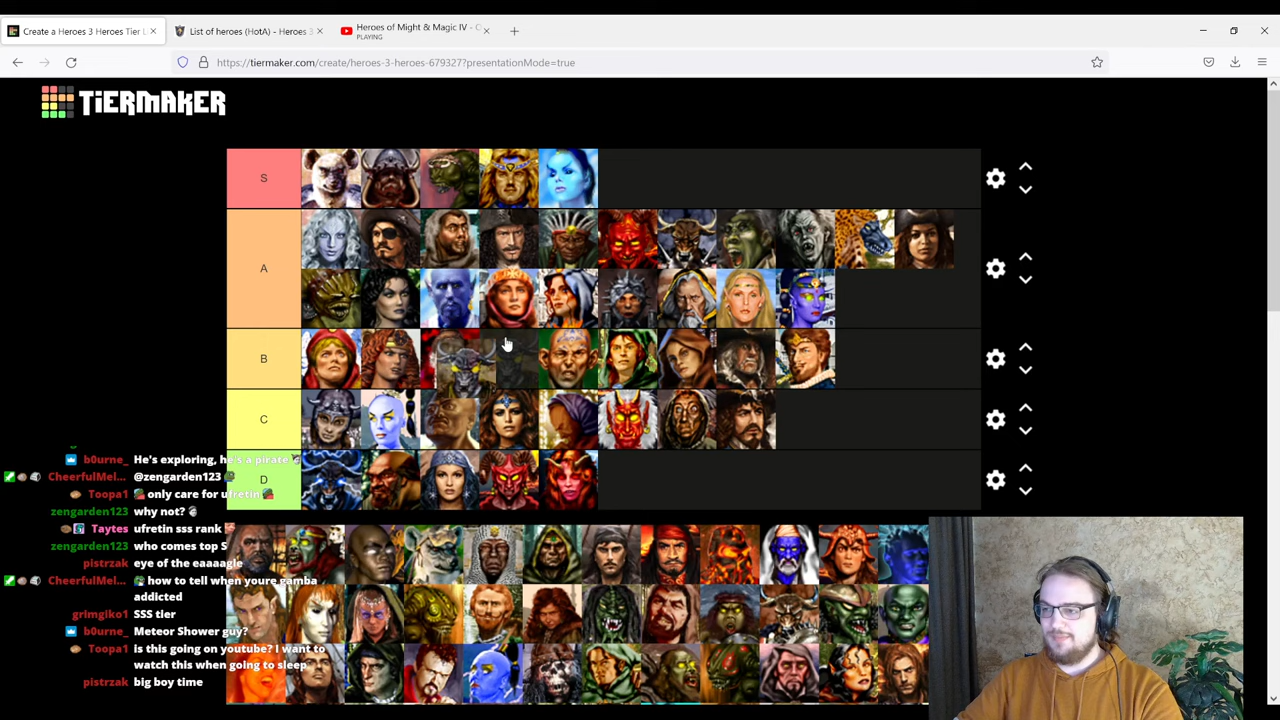 Create a Heroes 3 Heroes Tier L
List of heroes (HotA) - Heroes 3
Heroes of Might & Magic IV - C
PLAYING
https://tiermaker.com/create/heroes-3-heroes-679327?presentationMode=true
TiERMAKER
S
A
B
C
D
b0urne_ He's exploring, he's a pirate
CheerfulMel... @zengarden123
Toopa1 only care for ufretin
zengarden123 why not?
Taytes ufretin sss rank
zengarden123 who comes top S
pistrzak eye of the eaaaagle
CheerfulMel... how to tell when youre gamba
addicted
grimgiko1 SSS tier
b0urne_ Meteor Shower guy?
Toopa1 is this going on youtube? I want to
watch this when going to sleep
pistrzak big boy time